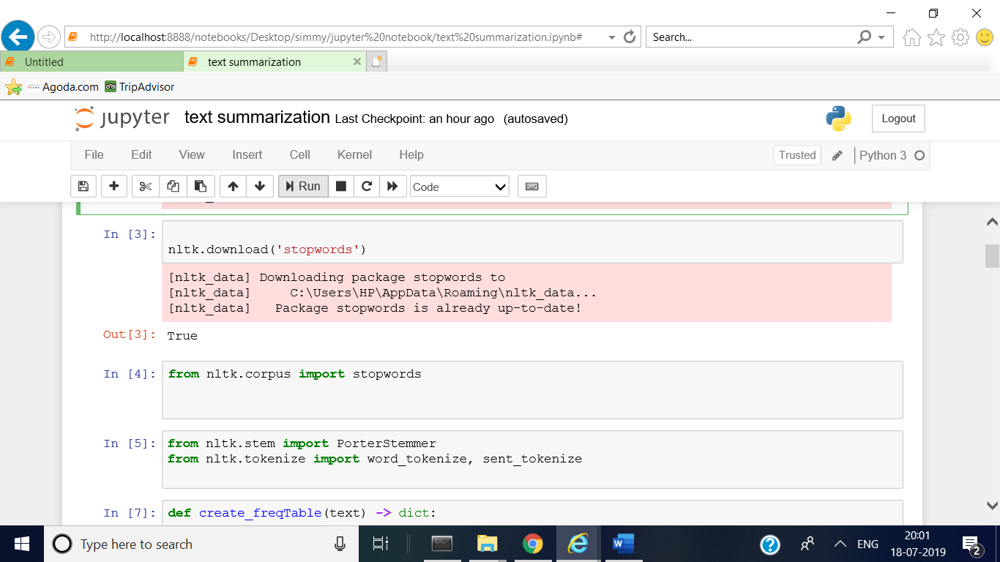 http://localhost:8888/notebooks/Desktop/simmy/jupyter%20notebook/text%20summarization.ipynb#
Search...
Untitled
text summarization
Agoda.com
TripAdvisor
jupyter
text summarization Last Checkpoint: an hour ago (autosaved)
Logout
File Edit View Insert Cell Kernel Help
Trusted
Python 3
Run
Code
In [3]:
nltk.download('stopwords')
[nltk_data] Downloading package stopwords to
[nltk_data]     C:\Users\HP\AppData\Roaming\nltk_data...
[nltk_data]   Package stopwords is already up-to-date!
Out[3]: True
In [4]: from nltk.corpus import stopwords
In [5]: from nltk.stem import PorterStemmer
from nltk.tokenize import word_tokenize, sent_tokenize
In [7]: def create_freqTable(text) -> dict:
Type here to search
ENG
20:01
18-07-2019
2